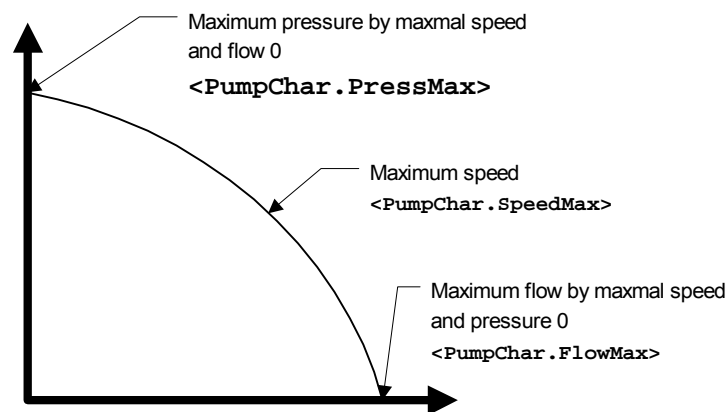 Maximum pressure by maxmal speed
and flow 0
<PumpChar.PressMax>
Maximum speed
<PumpChar.SpeedMax>
Maximum flow by maxmal speed
and pressure 0
<PumpChar.FlowMax>